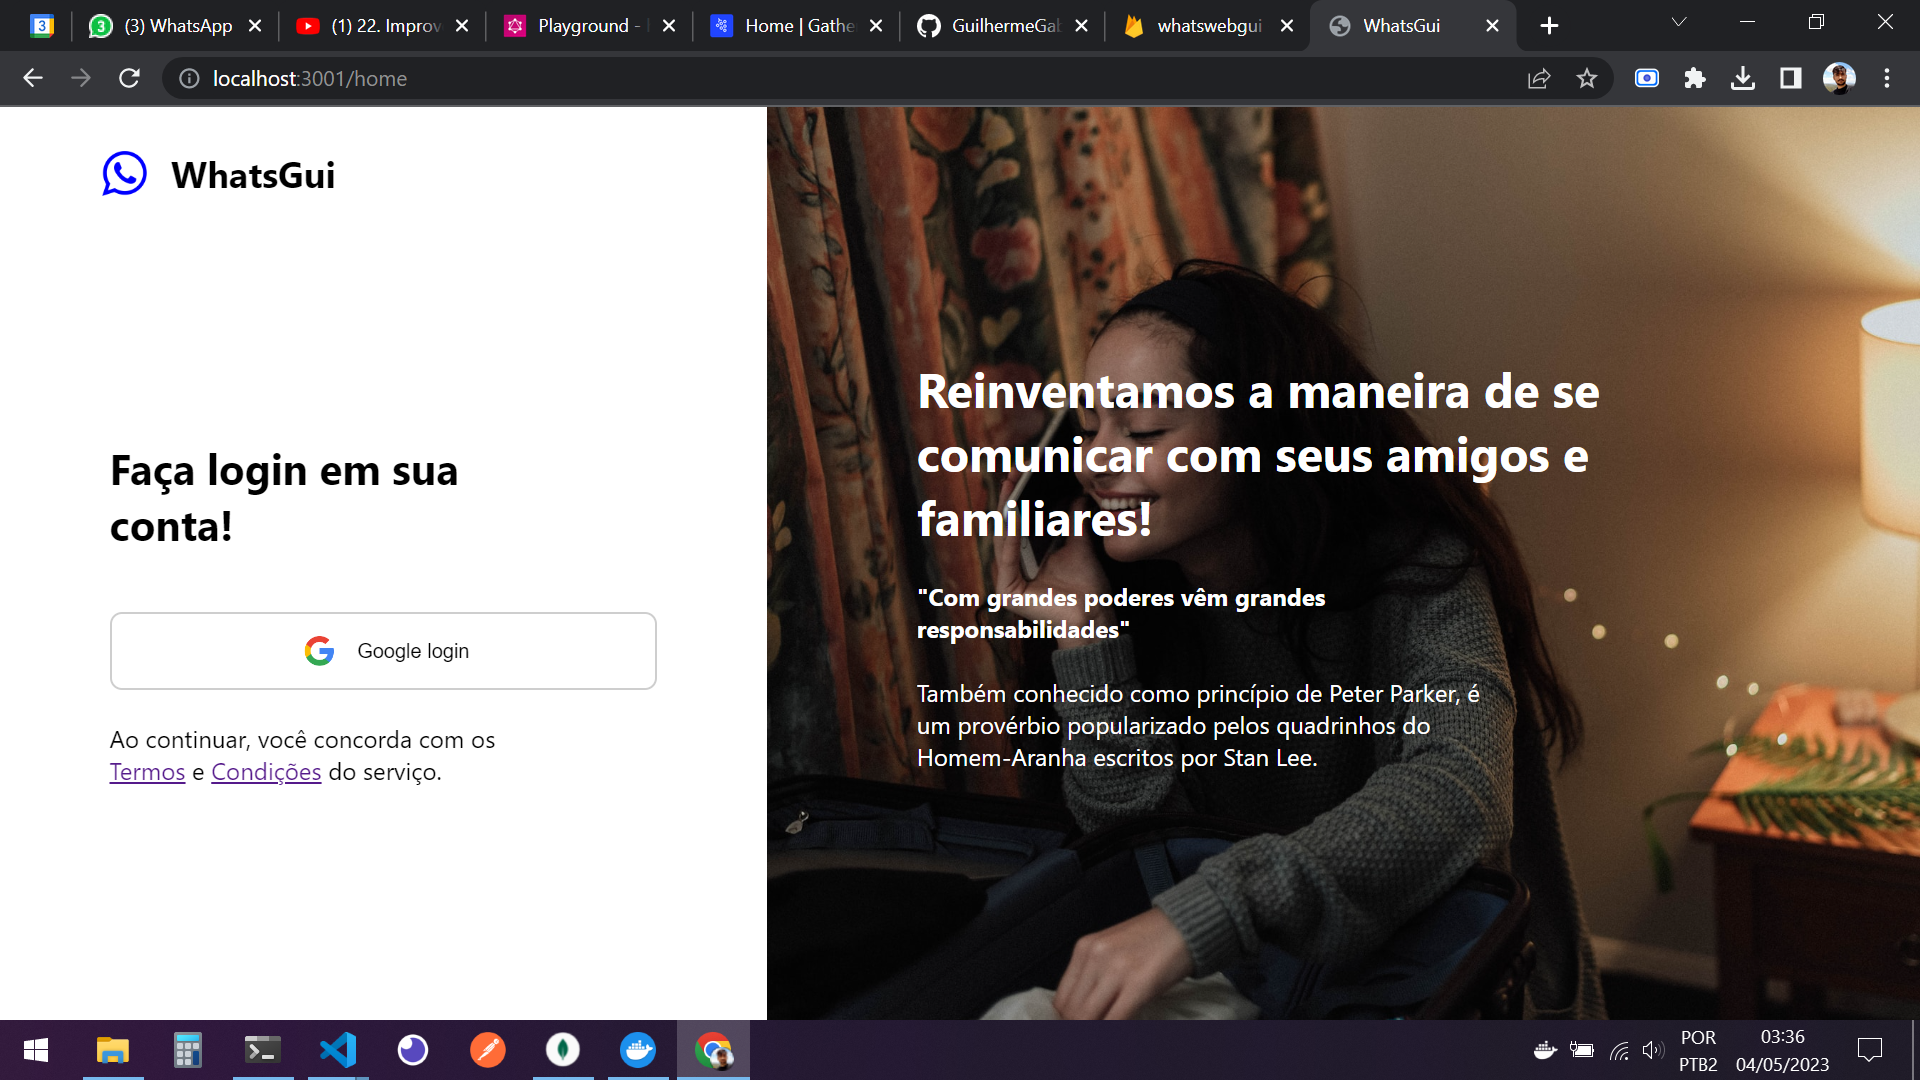 3
3
(3) WhatsApp
(1) 22. Improv
Playground -
Home | Gathe
GuilhermeGab
whatswebgui
WhatsGui
localhost:3001/home
WhatsGui
Faça login em sua
conta!
Google login
Ao continuar, você concorda com os
Termos e Condições do serviço.
Reinventamos a maneira de se
comunicar com seus amigos e
familiares!
"Com grandes poderes vêm grandes
responsabilidades"
Também conhecido como princípio de Peter Parker, é
um provérbio popularizado pelos quadrinhos do
Homem-Aranha escritos por Stan Lee.
POR
PTB2
03:36
04/05/2023